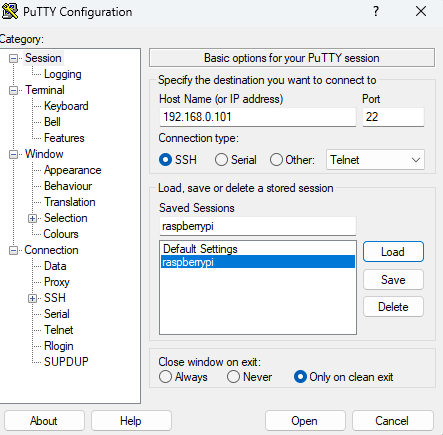 PuTTY Configuration
?
Category:
Session
Logging
Terminal
Keyboard
Bell
Features
Window
Appearance
Behaviour
Translation
Selection
Colours
Connection
Data
Proxy
SSH
Serial
Telnet
Rlogin
SUPDUP
Basic options for your PuTTY session
Specify the destination you want to connect to
Host Name (or IP address) Port
192.168.0.101 22
Connection type:
SSH Serial Other: Telnet
Load, save or delete a stored session
Saved Sessions
raspberrypi
Default Settings
raspberrypi
Load
Save
Delete
Close window on exit:
Always Never Only on clean exit
About Help Open Cancel